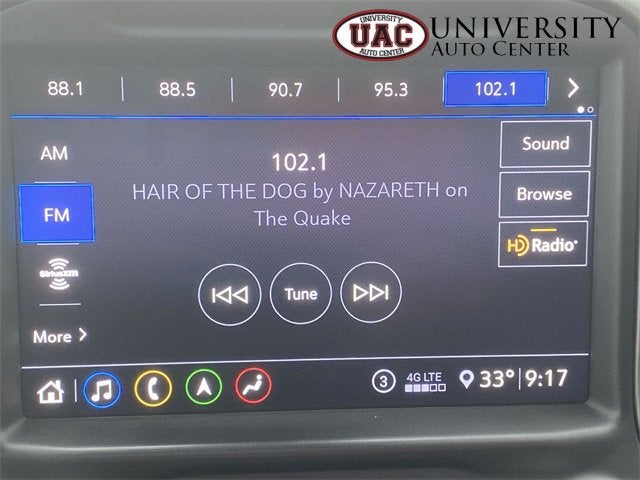 UNIVERSITY
UAC
AUTO CENTER
UNIVERSITY
AUTO CENTER
88.1 88.5 90.7 95.3 102.1
AM
FM
SiriusXM
More
102.1
HAIR OF THE DOG by NAZARETH on
The Quake
Tune
Sound
Browse
HD Radio
3 4G LTE 33° 9:17